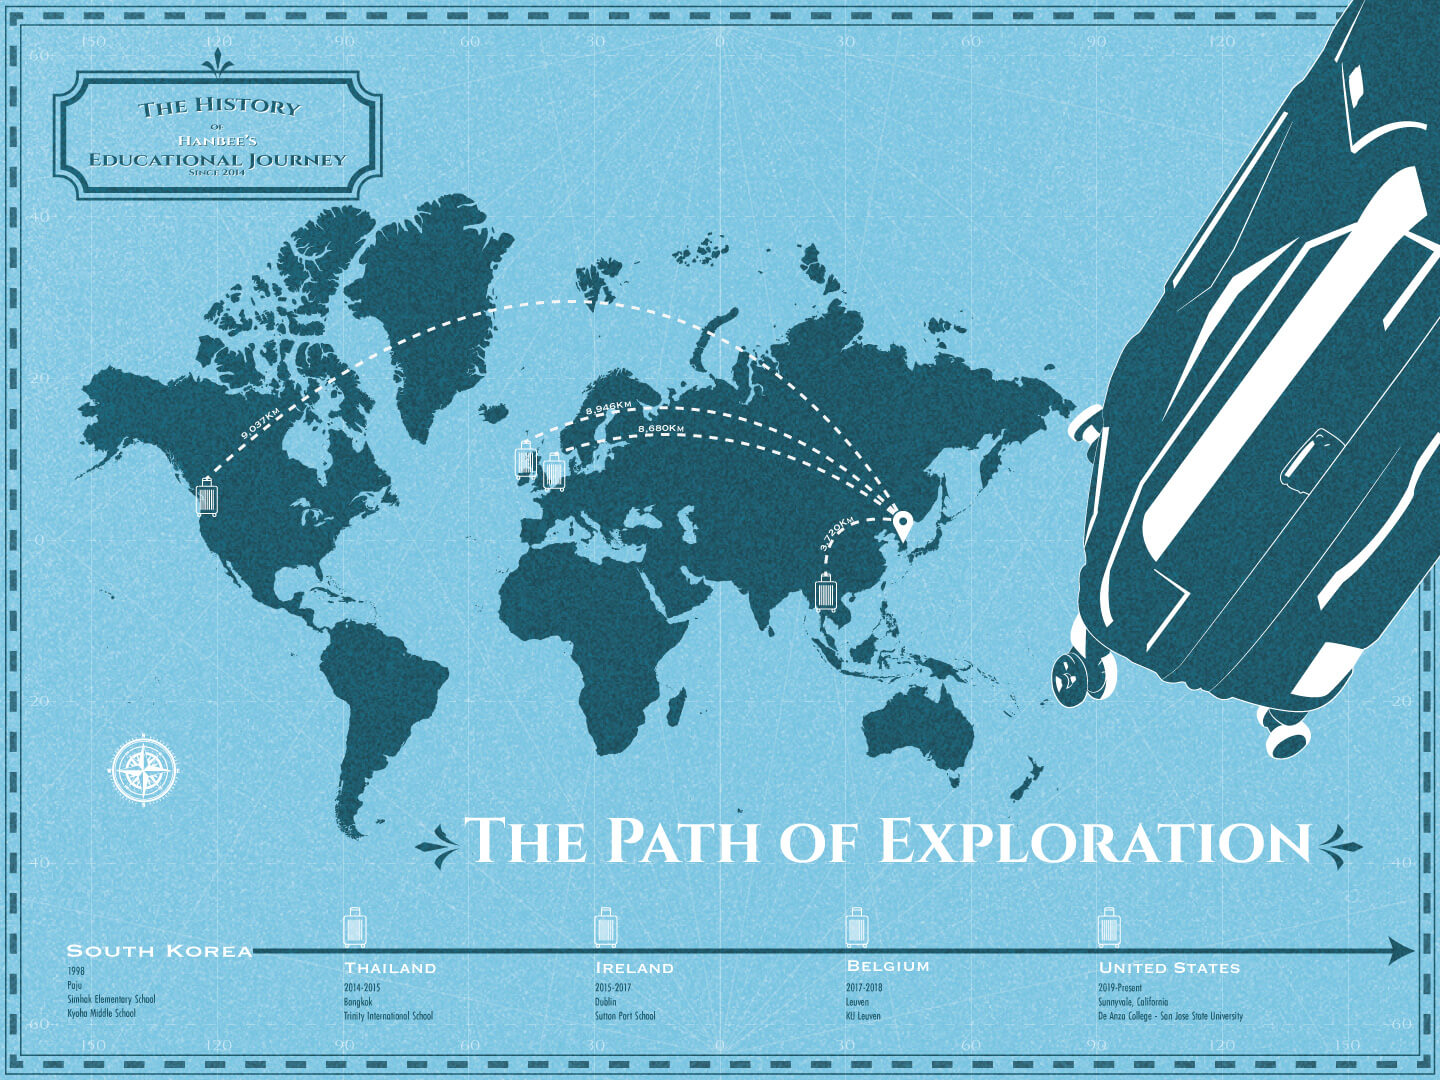 150 120 90 60 30 0 30 60 90 120
60
The History
of
Hanbee's
Educational Journey
Since 2014
40
20
9,037Km
8,946Km
8,680Km
3,720Km
0
20 20
The Path of Exploration
40 40
South Korea
1998
Paju
Simhak Elementary School
Kyoha Middle School
Thailand
2014-2015
Bangkok
Trinity International School
Ireland
2015-2017
Dublin
Sutton Port School
Belgium
2017-2018
Leuven
KU Leuven
United States
2019-Present
Sunnyvale, California
De Anza College - San Jose State University
60 60
150 120 90 60 30 0 30 60 90 120 150